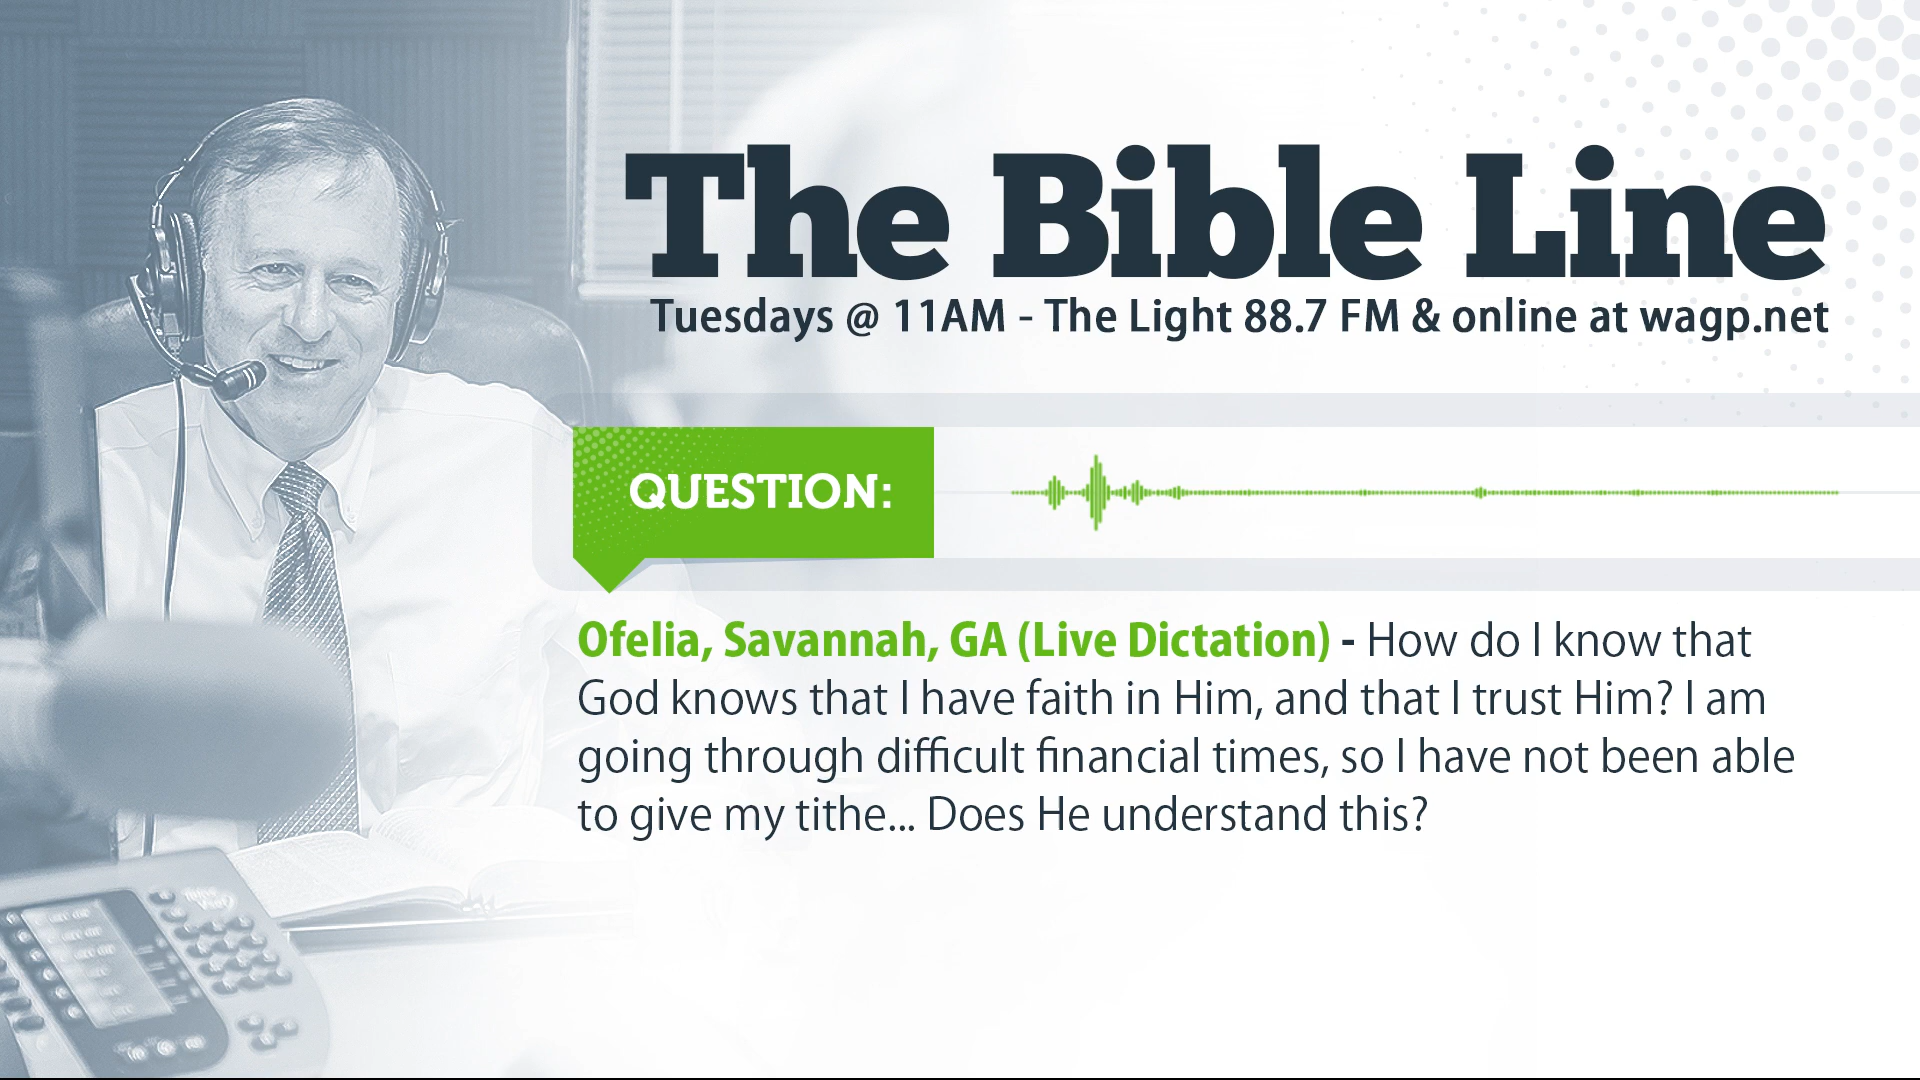 The Bible Line
Tuesdays @ 11AM - The Light 88.7 FM & online at wagp.net
QUESTION:
Ofelia, Savannah, GA (Live Dictation) - How do I know that
God knows that I have faith in Him, and that I trust Him? I am
going through difficult financial times, so I have not been able
to give my tithe... Does He understand this?